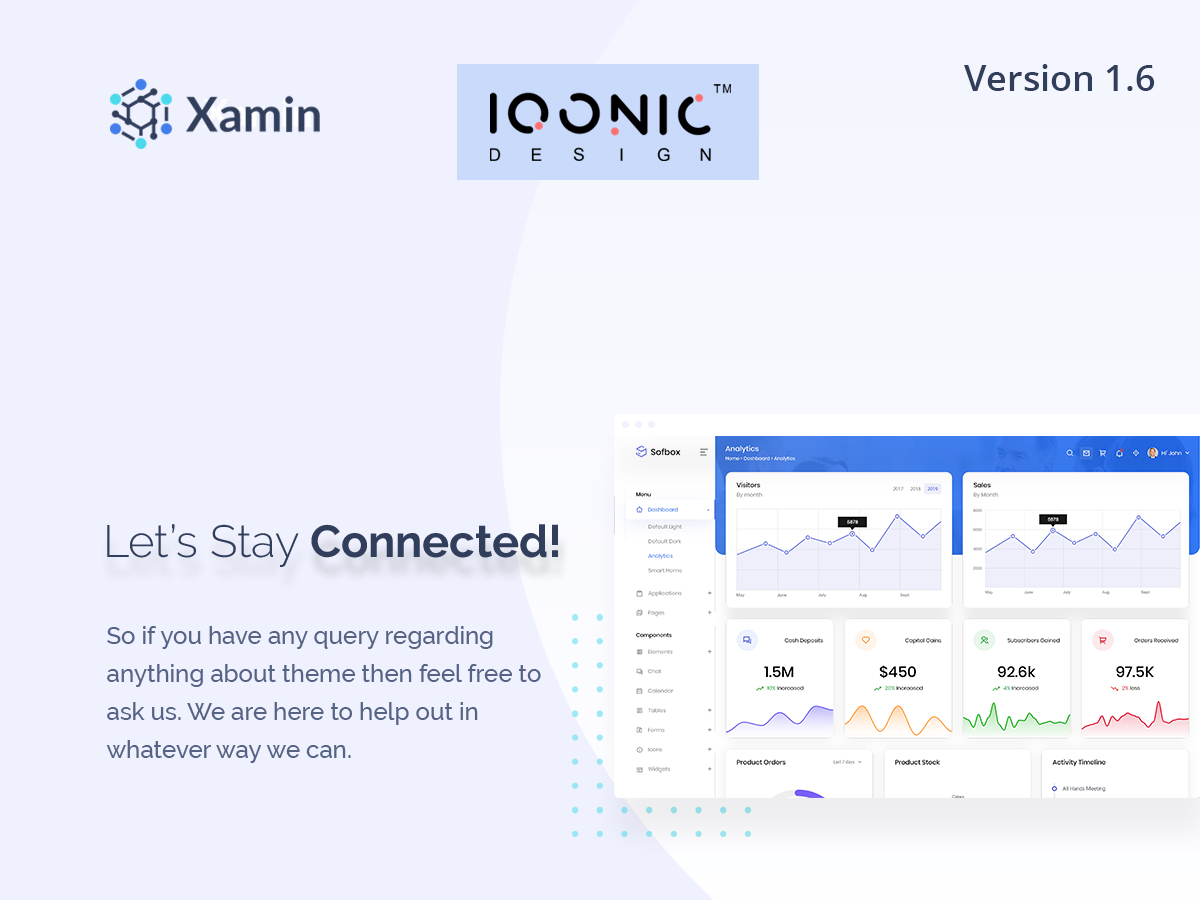 Xamin
IQONIC TM
DESIGN
Version 1.6
Let's Stay Connected!
So if you have any query regarding
anything about theme then feel free to
ask us. We are here to help out in
whatever way we can.
Sofbox
Menu
Dashboard
Default Light
Default Dark
Analytics
Smart Home
Applications
Pages
Components
Elements
Chat
Calendar
Tables
Forms
Icons
Widgets
Analytics
Home > Dashboard > Analytics
Hi! John
Visitors
By month
2017 2018 2019
5878
May June July Aug Sept
Sales
By Month
8000
6000
4000
2000
5878
May June July Aug Sept
Cash Deposits
1.5M
10% Increased
Capital Gains
$450
20% Increased
Subscribers Gained
92.6k
4% Increased
Orders Received
97.5K
2% loss
Product Orders
Last 7 days
Product Stock
Activity Timeline
All Hands Meeting